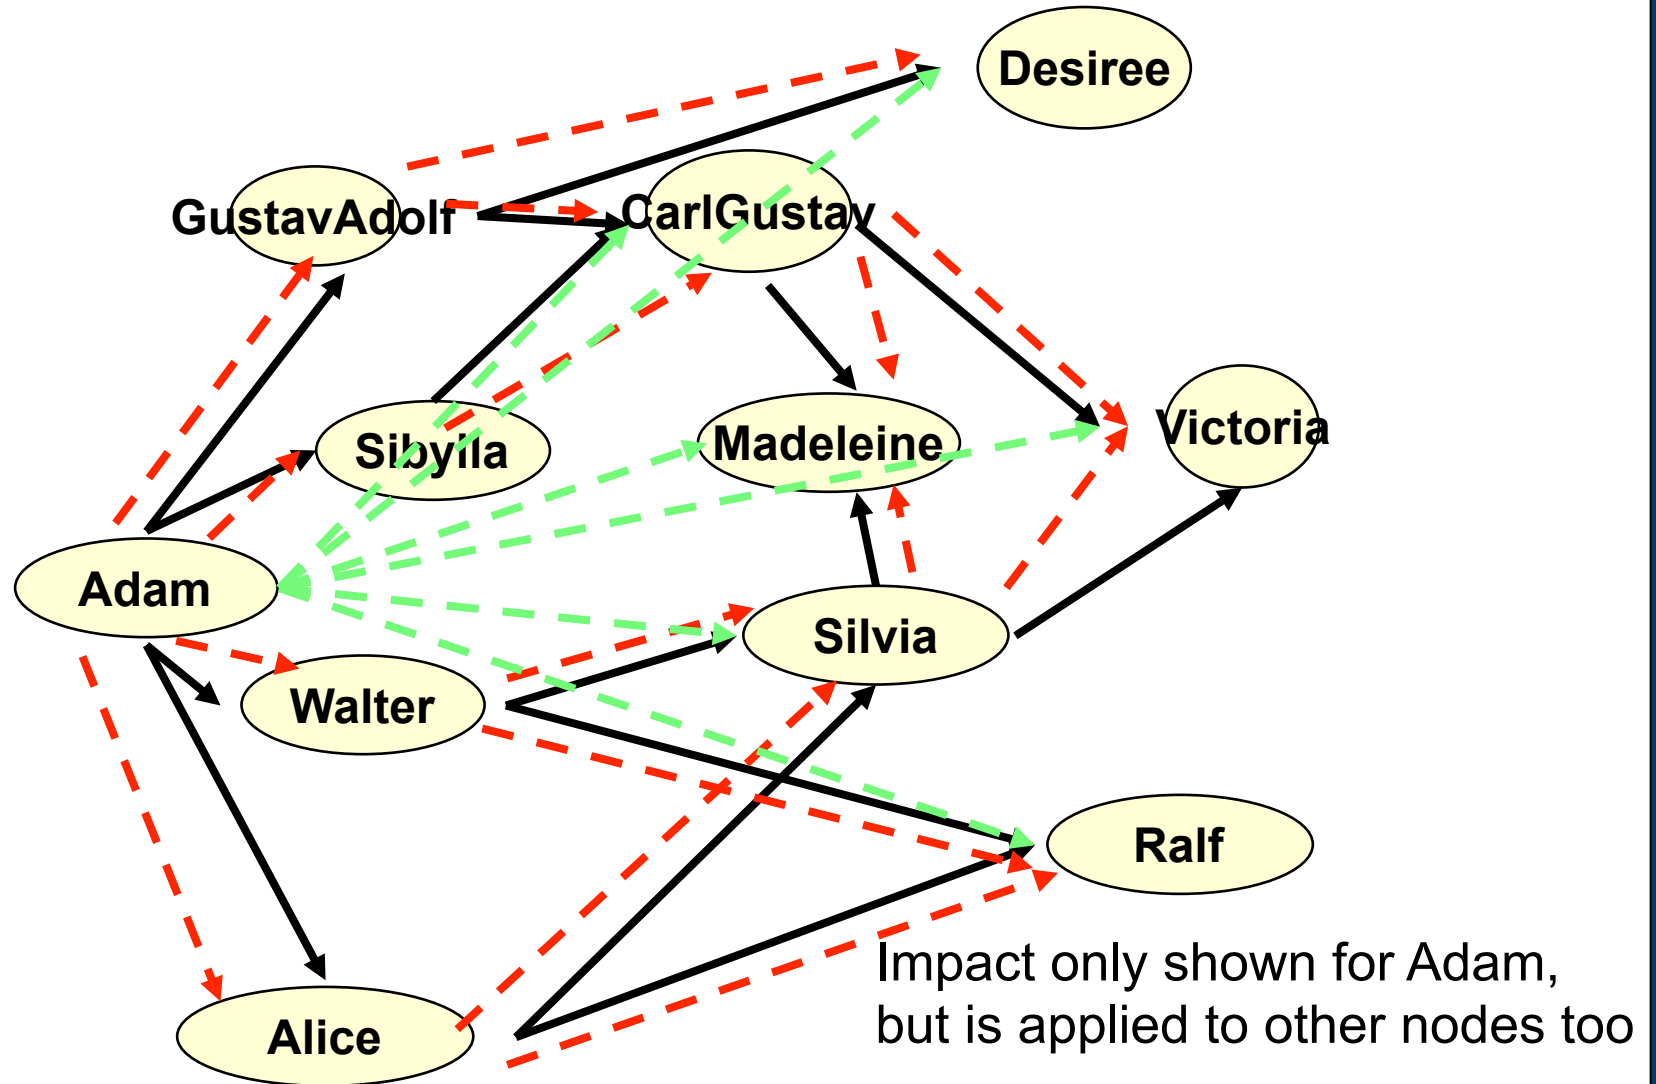 Desiree
GustavAdolf
CarlGustav
Sibylla
Madeleine
Victoria
Adam
Silvia
Walter
Ralf
Impact only shown for Adam,
but is applied to other nodes too
Alice